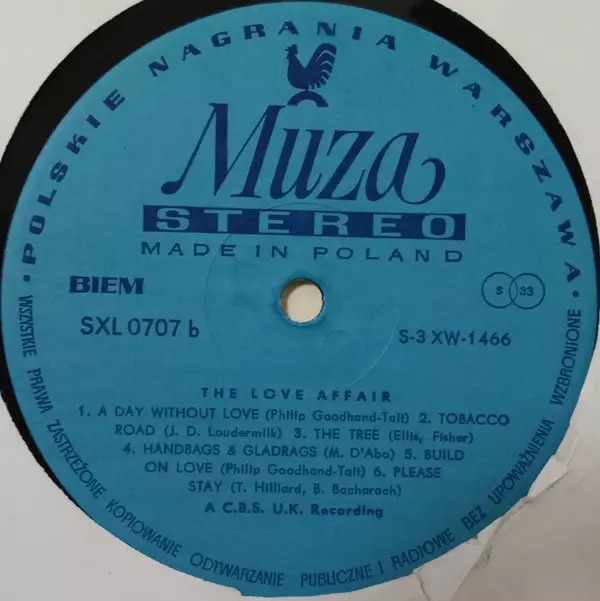 • POLSKIE NAGRANIA WARSZAWA •
Muza
STEREO
MADE IN POLAND
BIEM
S 33
SXL 0707 b
S-3 XW-1466
THE LOVE AFFAIR
1. A DAY WITHOUT LOVE (Philip Goodhand-Tait) 2. TOBACCO
ROAD (J. D. Loudermilk) 3. THE TREE (Ellis, Fisher)
4. HANDBAGS & GLADRAGS (M. D'Abo) 5. BUILD
ON LOVE (Philip Goodhand-Tait) 6. PLEASE
STAY (T. Hilliard, B. Bacharach)
A C.B.S. U.K. Recording
WSZYSTKIE PRAWA ZASTRZEŻONE KOPIOWANIE ODTWARZANIE PUBLICZNE I RADIOWE BEZ UPOWAŻNIENIA WZBRONIONE